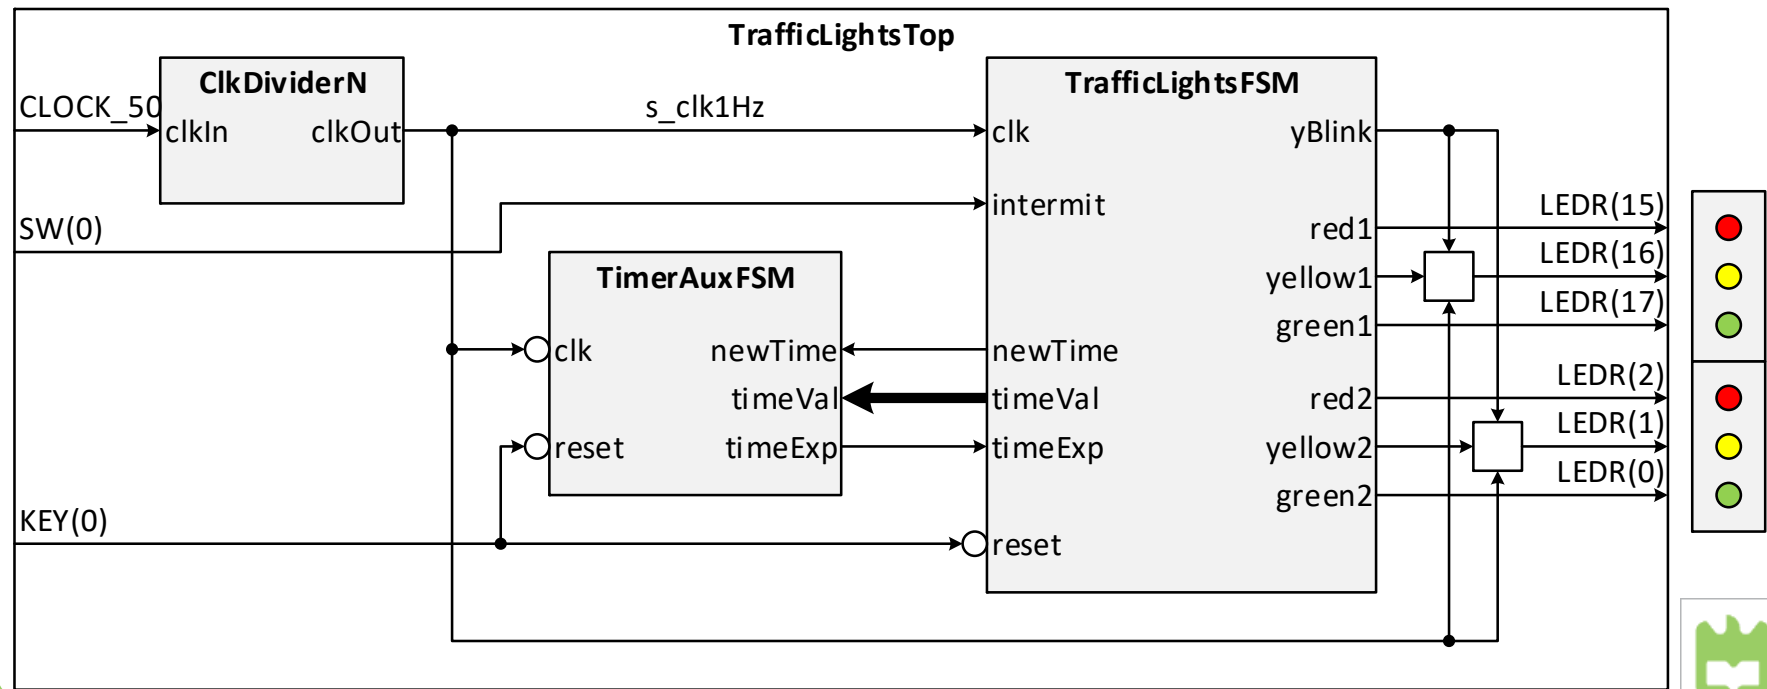 TrafficLightsTop
ClkDividerN
TrafficLightsFSM
CLOCK_50
s_clk1Hz
clkIn
clkOut
clk
yBlink
intermit
SW(0)
LEDR(15)
red1
LEDR(16)
TimerAuxFSM
yellow1
LEDR(17)
green1
clk
newTime
newTime
LEDR(2)
timeVal
timeVal
red2
LEDR(1)
reset
timeExp
timeExp
yellow2
LEDR(0)
green2
KEY(0)
reset